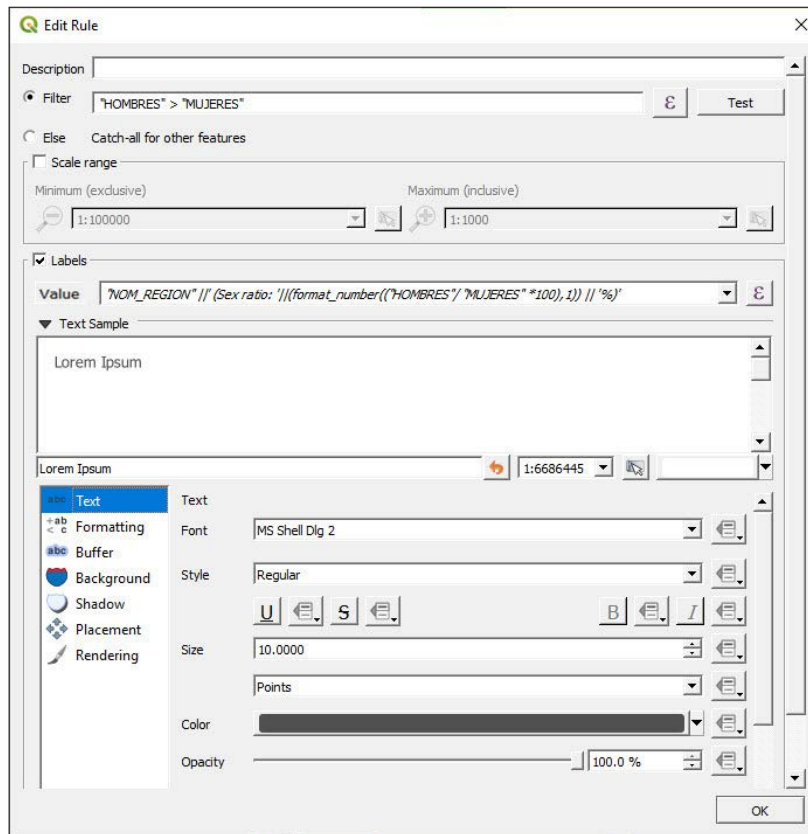 Edit Rule
Description
Filter "HOMBRES" > "MUJERES" ε Test
Else Catch-all for other features
Scale range
Minimum (exclusive) Maximum (inclusive)
1:100000 1:1000
Labels
Value "NOM_REGION" ||' (Sex ratio: '||(format_number(("HOMBRES"/ "MUJERES" *100), 1)) || '%)' ε
Text Sample
Lorem Ipsum
Lorem Ipsum 1:6686445
abc Text Text
+ab < c Formatting Font MS Shell Dlg 2
abc Buffer
Background Style Regular
Shadow U S B I
Placement
Rendering Size 10.0000
Points
Color
Opacity 100.0 %
OK